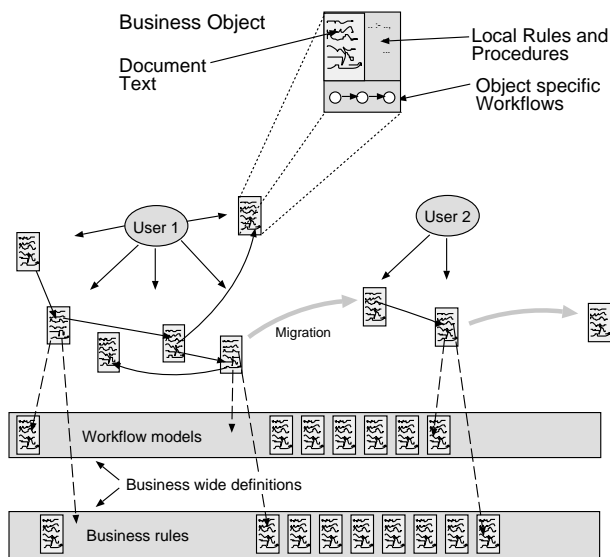 Business Object
Document
Text
Local Rules and
Procedures
Object specific
Workflows
User 1
User 2
Migration
Workflow models
Business wide definitions
Business rules